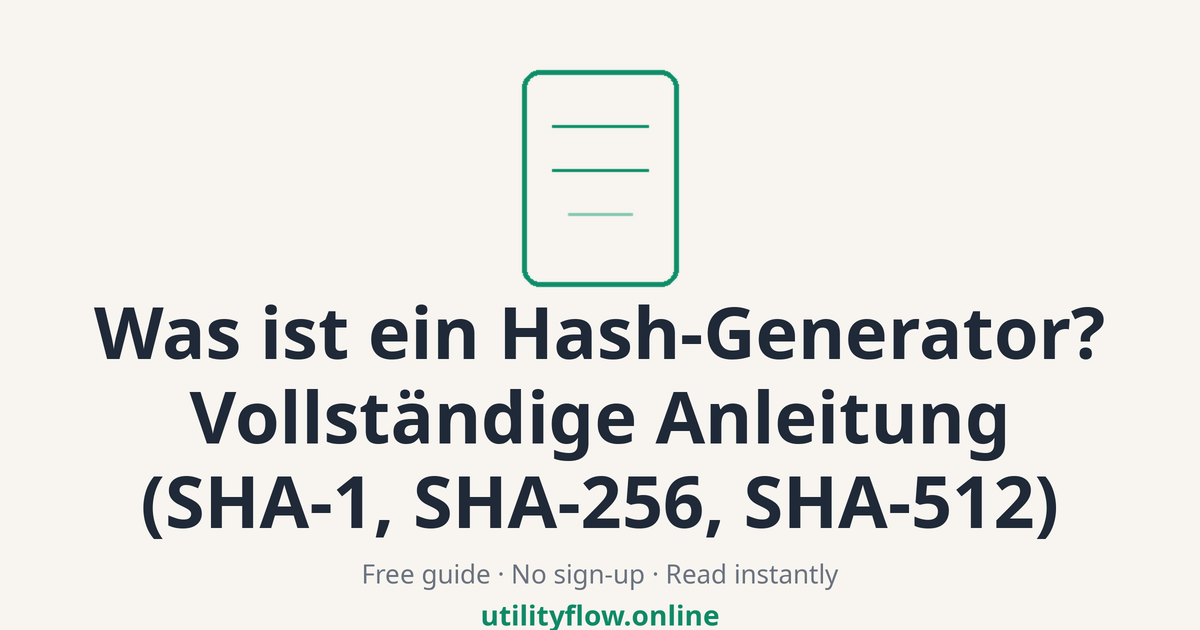 Was ist ein Hash-Generator?
Vollständige Anleitung
(SHA-1, SHA-256, SHA-512)
Free guide · No sign-up · Read instantly
utilityflow.online